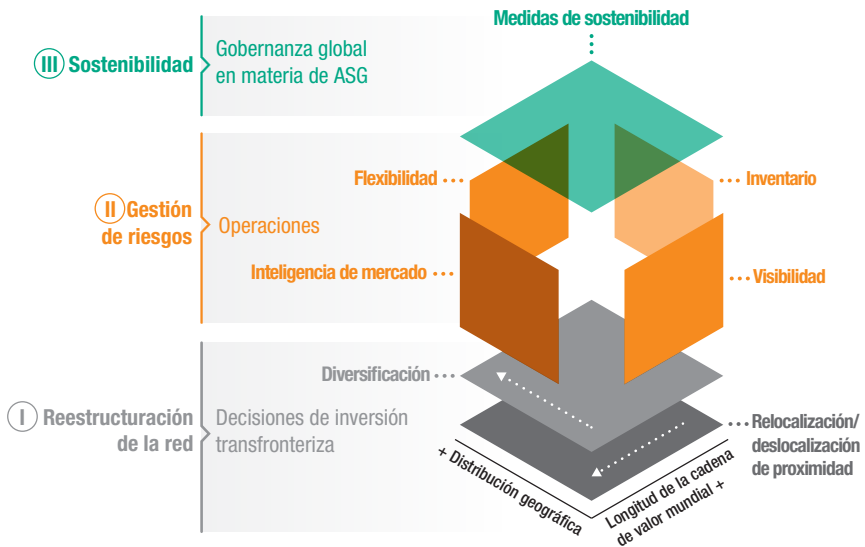 Medidas de sostenibilidad
III Sostenibilidad
Gobernanza global
en materia de ASG
Flexibilidad
Inventario
II Gestión
de riesgos
Operaciones
Inteligencia de mercado
Visibilidad
Diversificación
I Reestructuración
de la red
Decisiones de inversión
transfronteriza
Relocalización/
deslocalización
de proximidad
+ Distribución geográfica
Longitud de la cadena
de valor mundial +